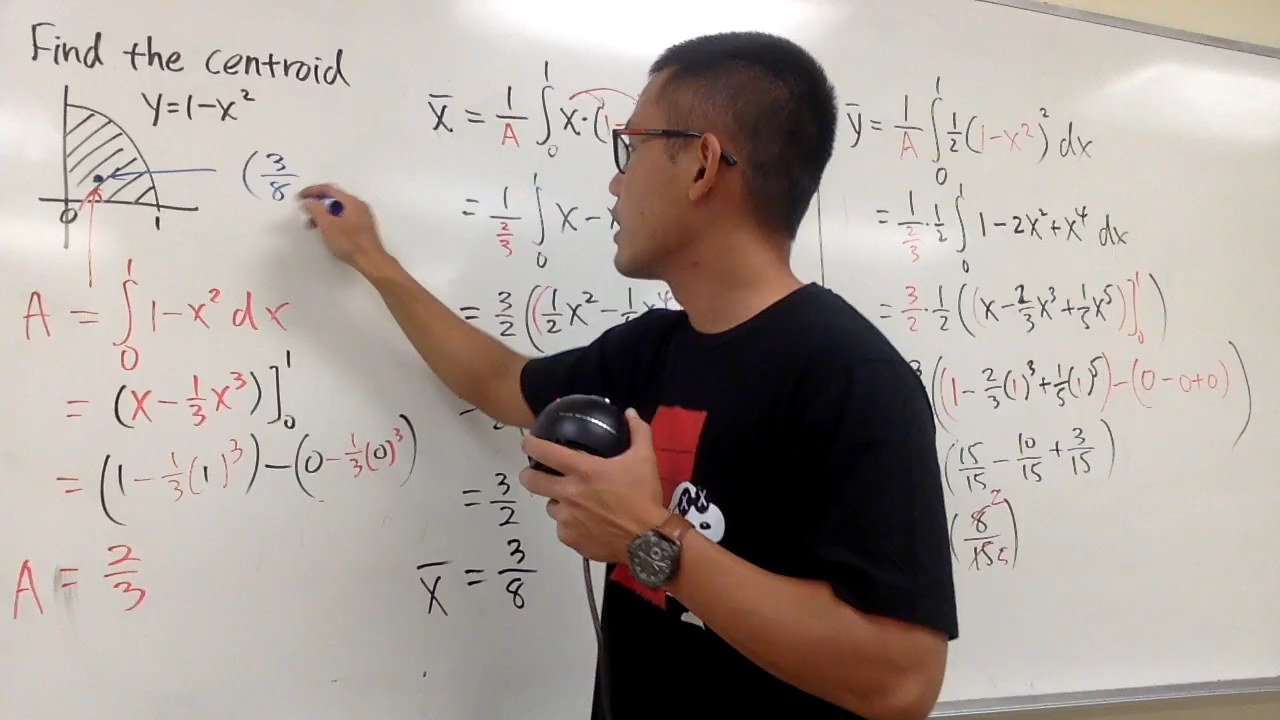 Find the centroid
y=1-x²
(3/8
0
1
A = ∫₀¹ 1-x² dx
= (x - 1/3 x³)]₀¹
= (1 - 1/3(1)³) - (0 - 1/3(0)³)
A = 2/3
x̄ = 1/A ∫₀¹ x·(1-
= 1/(2/3) ∫₀¹ x -
= 3/2 ((1/2 x² - 1/4 x⁴
= 3/2
x̄ = 3/8
ȳ = 1/A ∫₀¹ 1/2 (1-x²)² dx
= 1/(2/3) · 1/2 ∫₀¹ 1-2x²+x⁴ dx
= 3/2 · 1/2 ((x - 2/3 x³ + 1/5 x⁵)]₀¹)
((1 - 2/3(1)³ + 1/5(1)⁵) - (0-0+0))
(15/15 - 10/15 + 3/15)
(8/15) 2 5